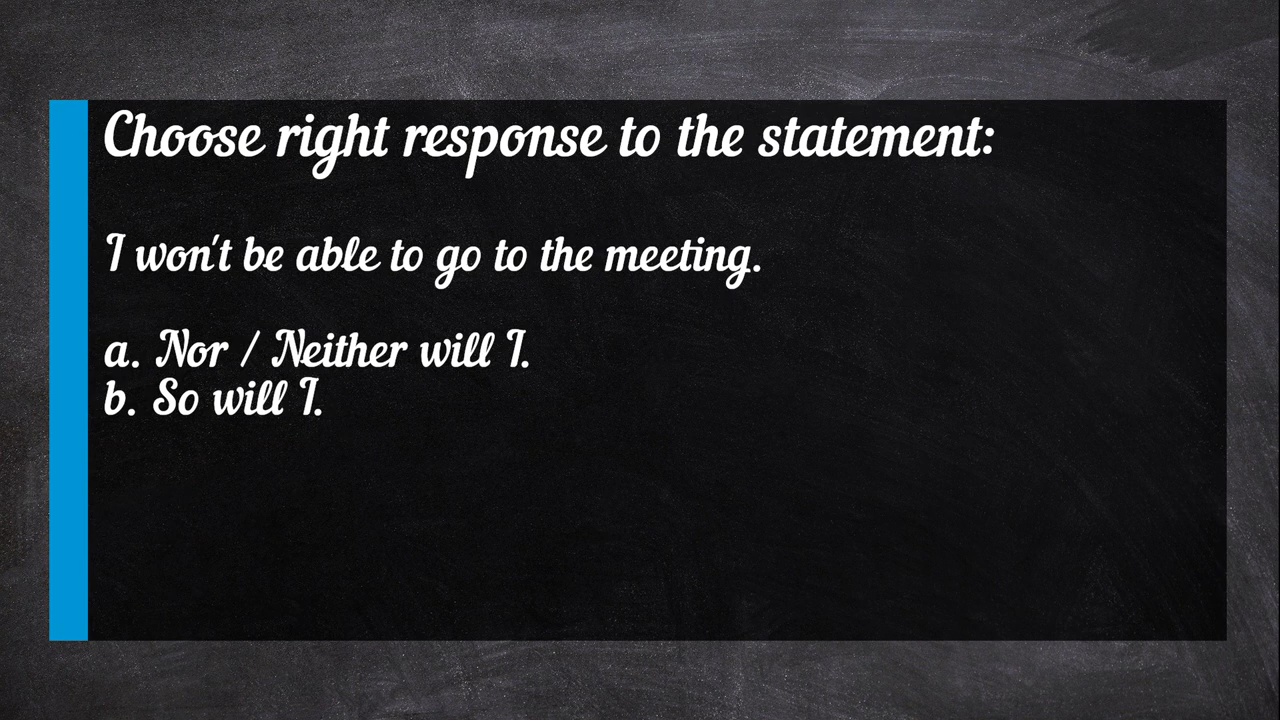 Choose right response to the statement:
I won't be able to go to the meeting.
a. Nor / Neither will I.
b. So will I.